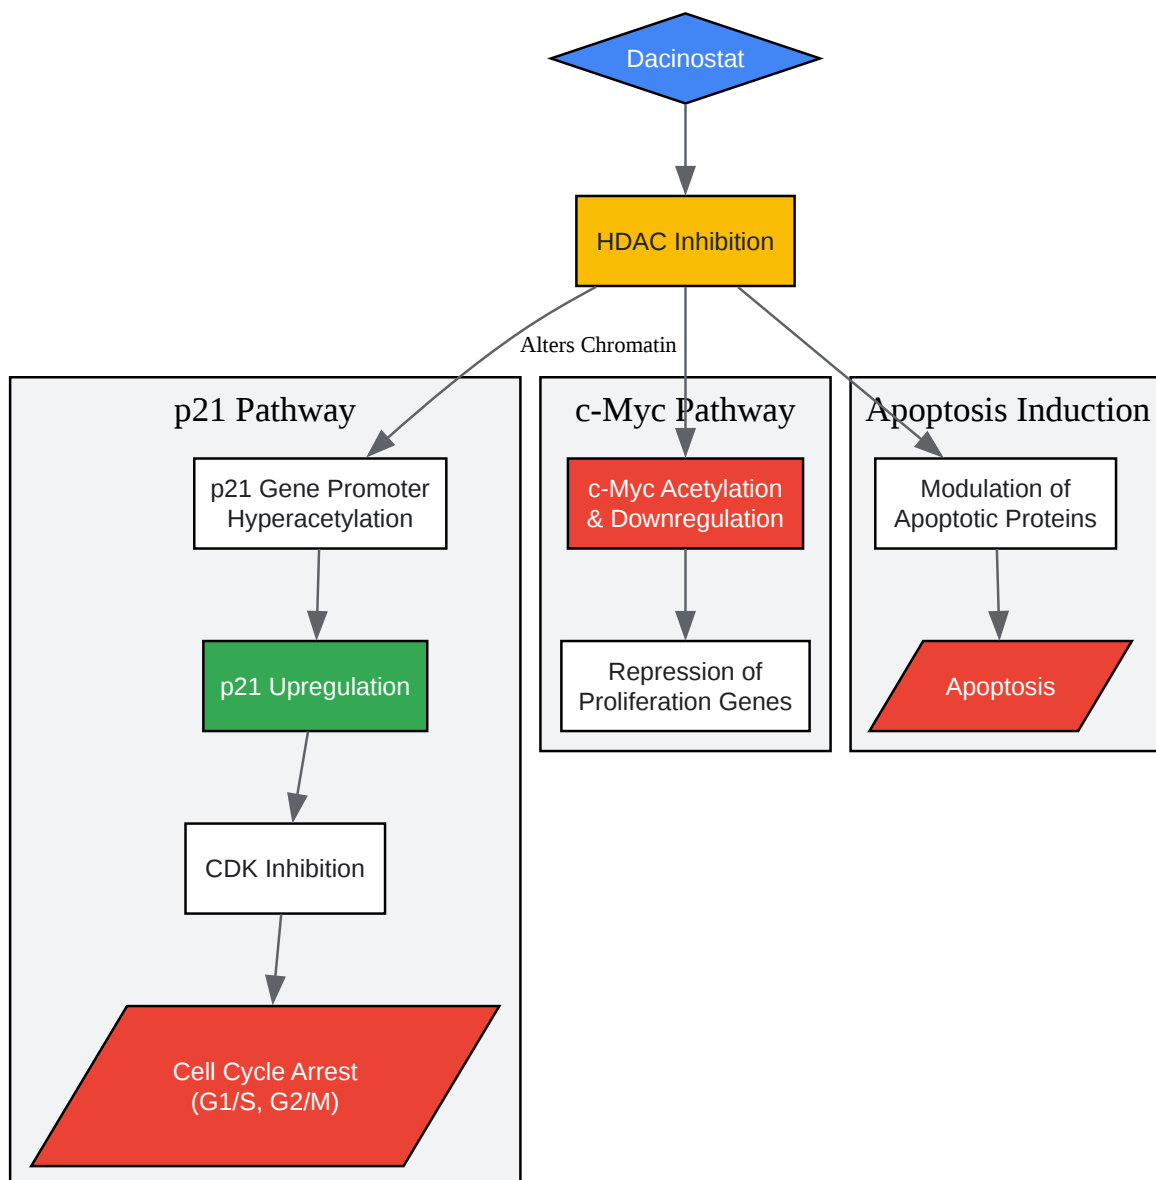 Dacinostat
HDAC Inhibition
Alters Chromatin
p21 Pathway
c-Myc Pathway
Apoptosis Induction
p21 Gene Promoter
Hyperacetylation
c-Myc Acetylation
& Downregulation
Modulation of
Apoptotic Proteins
p21 Upregulation
Repression of
Proliferation Genes
Apoptosis
CDK Inhibition
Cell Cycle Arrest
(G1/S, G2/M)